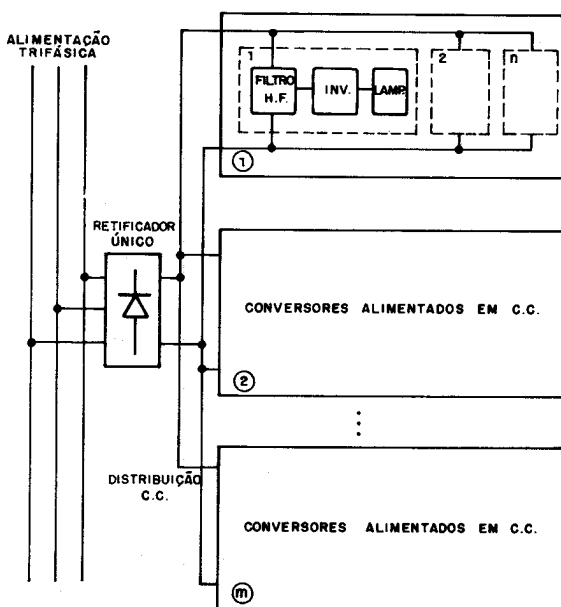 ALIMENTAÇÃO
TRIFÁSICA
1
FILTRO
H.F.
INV.
LAMP.
2
n
1
RETIFICADOR
ÚNICO
CONVERSORES ALIMENTADOS EM C.C.
2
DISTRIBUIÇÃO
C.C.
CONVERSORES ALIMENTADOS EM C.C.
m